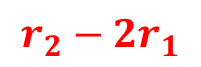 r₂ − 2r₁